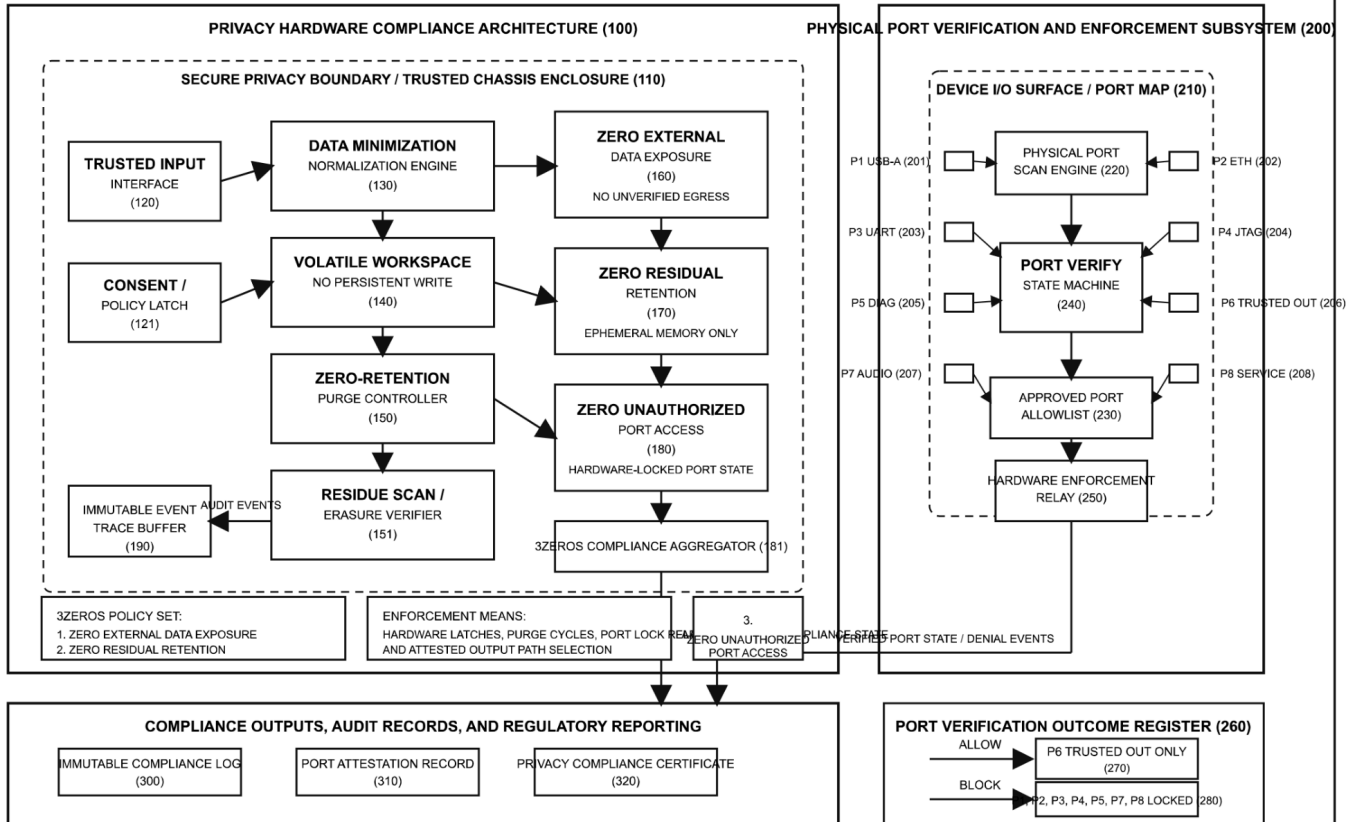 PRIVACY HARDWARE COMPLIANCE ARCHITECTURE (100)
SECURE PRIVACY BOUNDARY / TRUSTED CHASSIS ENCLOSURE (110)
TRUSTED INPUT
INTERFACE
(120)
DATA MINIMIZATION
NORMALIZATION ENGINE
(130)
ZERO EXTERNAL
DATA EXPOSURE
(160)
NO UNVERIFIED EGRESS
CONSENT /
POLICY LATCH
(121)
VOLATILE WORKSPACE
NO PERSISTENT WRITE
(140)
ZERO RESIDUAL
RETENTION
(170)
EPHEMERAL MEMORY ONLY
ZERO-RETENTION
PURGE CONTROLLER
(150)
ZERO UNAUTHORIZED
PORT ACCESS
(180)
HARDWARE-LOCKED PORT STATE
IMMUTABLE EVENT
TRACE BUFFER
(190)
AUDIT EVENTS
RESIDUE SCAN /
ERASURE VERIFIER
(151)
3ZEROS COMPLIANCE AGGREGATOR (181)
3ZEROS POLICY SET:
1. ZERO EXTERNAL DATA EXPOSURE
2. ZERO RESIDUAL RETENTION
ENFORCEMENT MEANS:
HARDWARE LATCHES, PURGE CYCLES, PORT LOCK
AND ATTESTED OUTPUT PATH SELECTION
3.
ZERO UNAUTHORIZED
PORT ACCESS
PHYSICAL PORT VERIFICATION AND ENFORCEMENT SUBSYSTEM (200)
DEVICE I/O SURFACE / PORT MAP (210)
P1 USB-A (201)
PHYSICAL PORT
SCAN ENGINE (220)
P2 ETH (202)
P3 UART (203)
P4 JTAG (204)
PORT VERIFY
STATE MACHINE
(240)
P5 DIAG (205)
P6 TRUSTED OUT (206)
P7 AUDIO (207)
APPROVED PORT
ALLOWLIST (230)
P8 SERVICE (208)
HARDWARE ENFORCEMENT
RELAY (250)
STATE
VERIFIED PORT STATE / DENIAL EVENTS
COMPLIANCE OUTPUTS, AUDIT RECORDS, AND REGULATORY REPORTING
IMMUTABLE COMPLIANCE LOG
(300)
PORT ATTESTATION RECORD
(310)
PRIVACY COMPLIANCE CERTIFICATE
(320)
PORT VERIFICATION OUTCOME REGISTER (260)
ALLOW
P6 TRUSTED OUT ONLY
(270)
BLOCK
P2, P3, P4, P5, P7, P8 LOCKED (280)